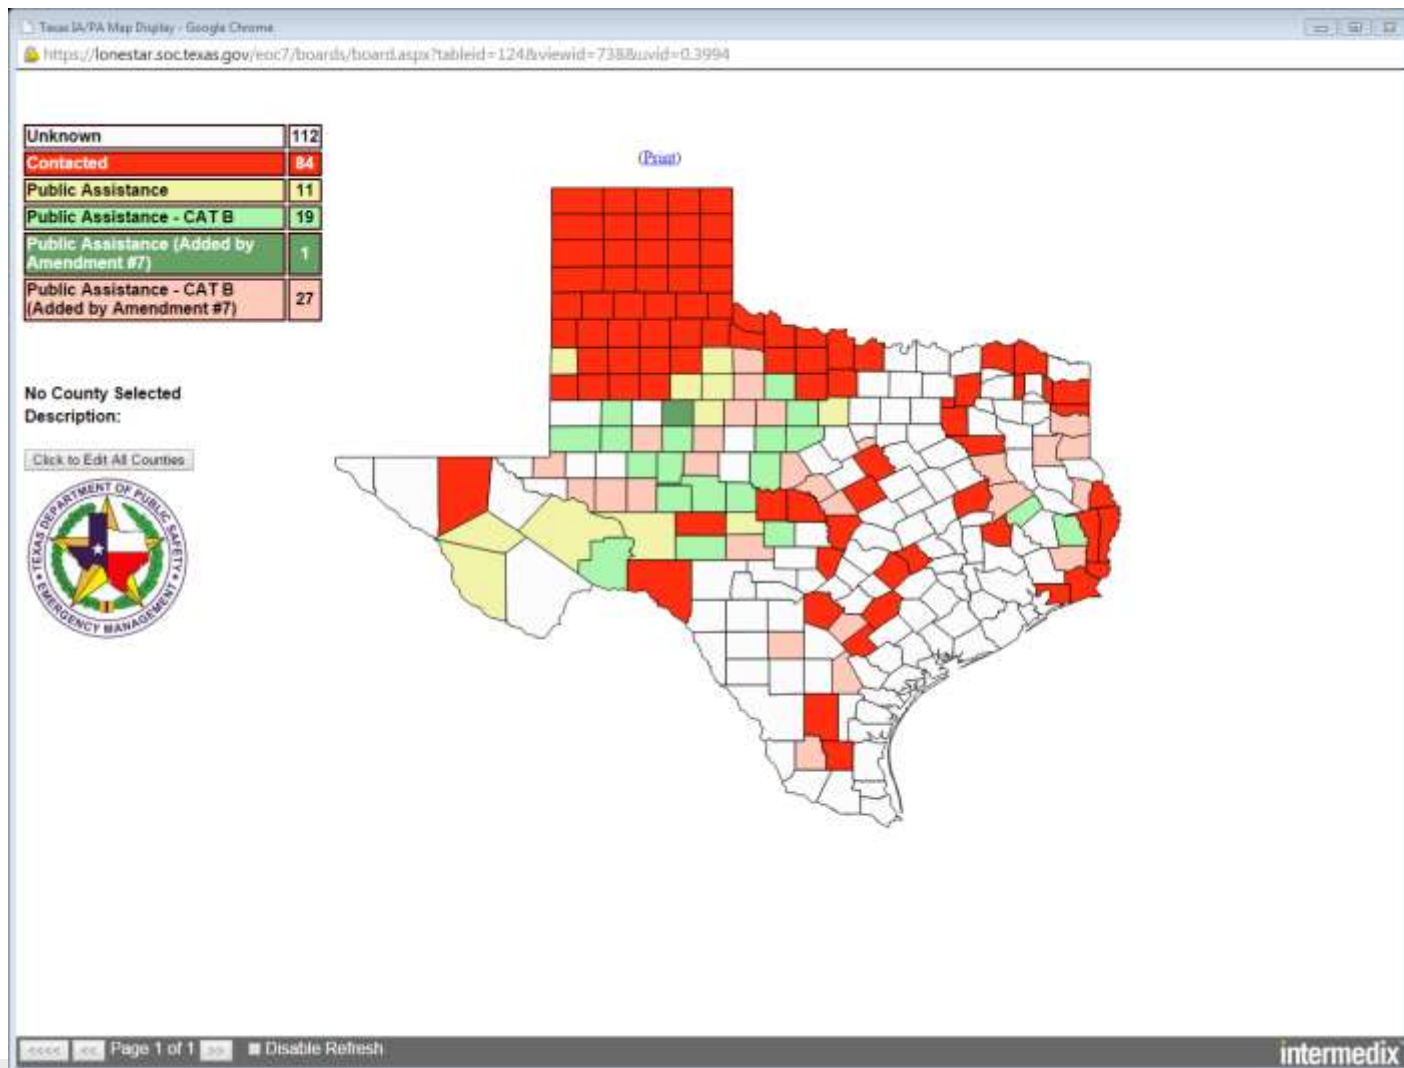 Texas IA/PA Map Display - Google Chrome
https://lonestar.soc.texas.gov/eoc7/boards/board.aspx?tableid=124&viewid=738&uvid=0.3994
Unknown 112
Contacted 84
Public Assistance 11
Public Assistance - CAT B 19
Public Assistance (Added by
Amendment #7) 1
Public Assistance - CAT B
(Added by Amendment #7) 27
(Print)
No County Selected
Description:
Click to Edit All Counties
TEXAS DEPARTMENT OF PUBLIC SAFETY
EMERGENCY MANAGEMENT
<<<< << Page 1 of 1 >> Disable Refresh
intermedix